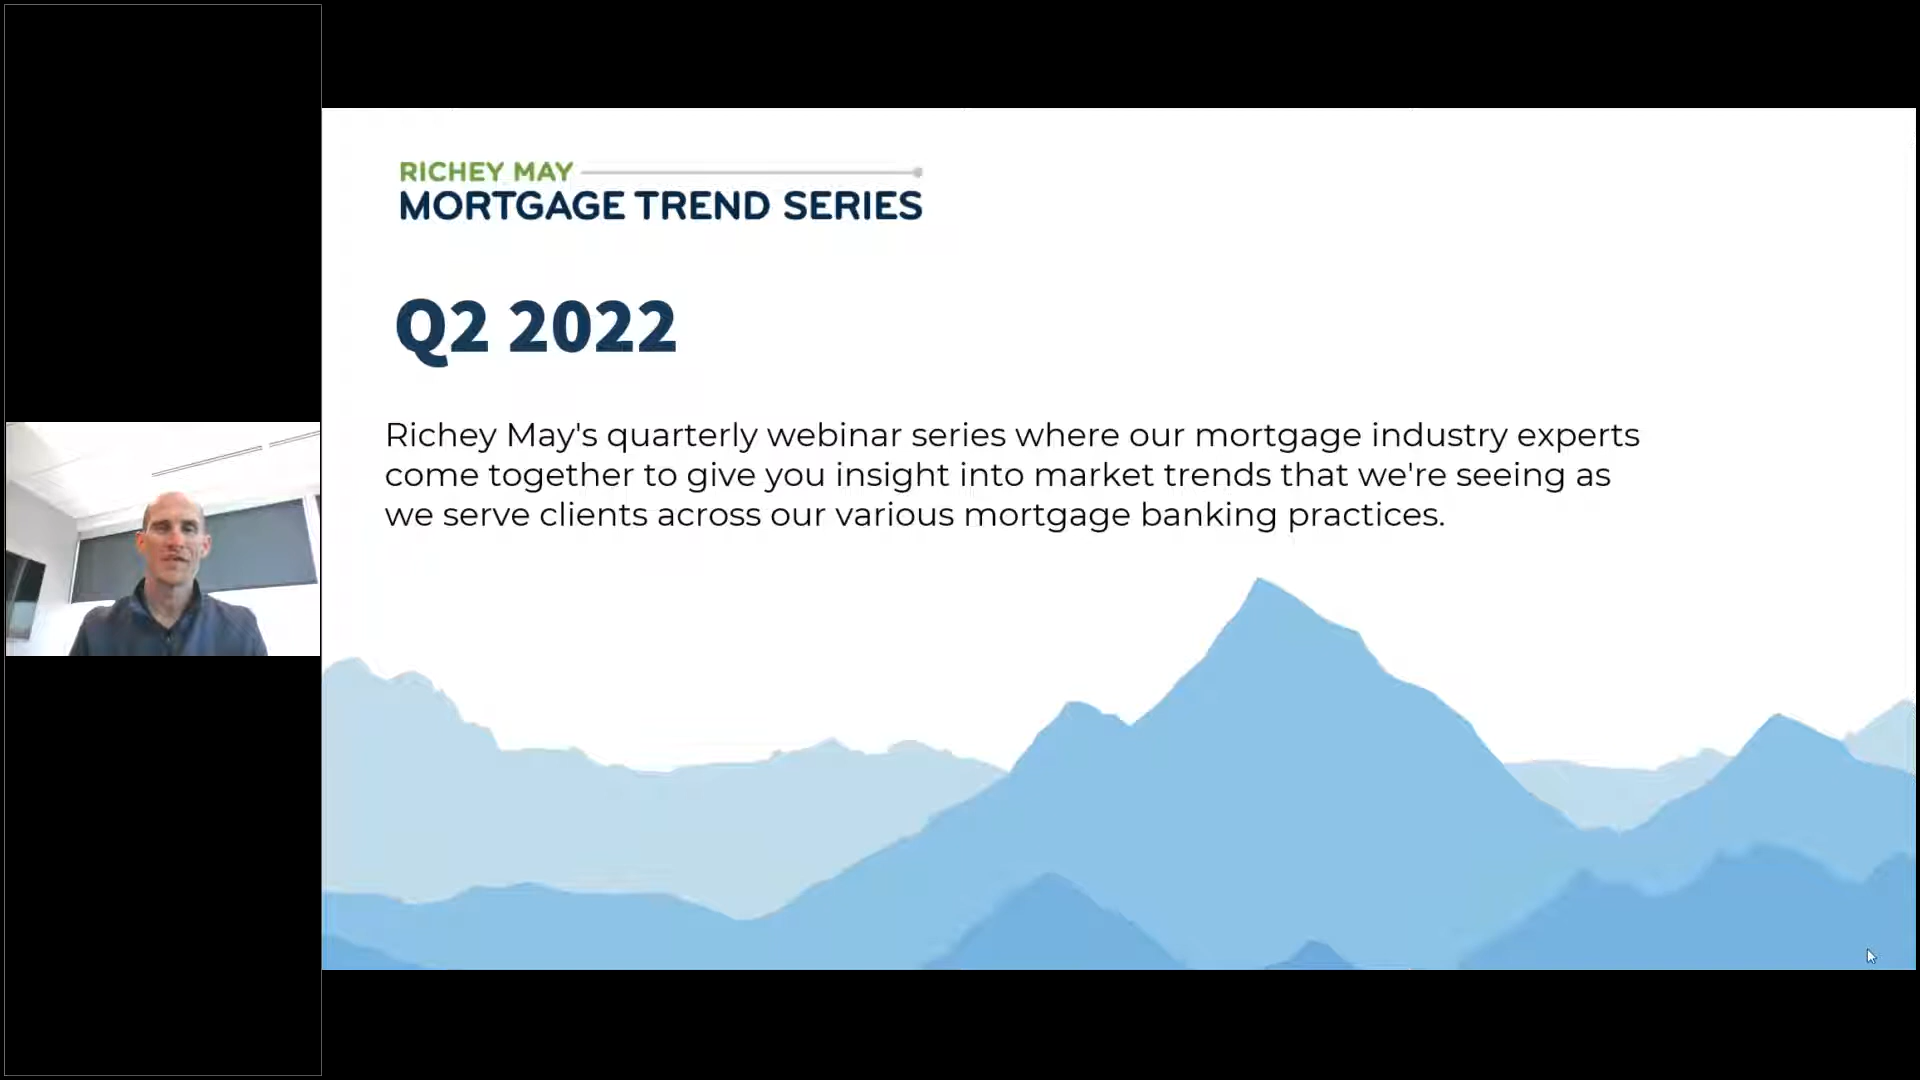 RICHEY MAY
MORTGAGE TREND SERIES
Q2 2022
Richey May's quarterly webinar series where our mortgage industry experts
come together to give you insight into market trends that we're seeing as
we serve clients across our various mortgage banking practices.